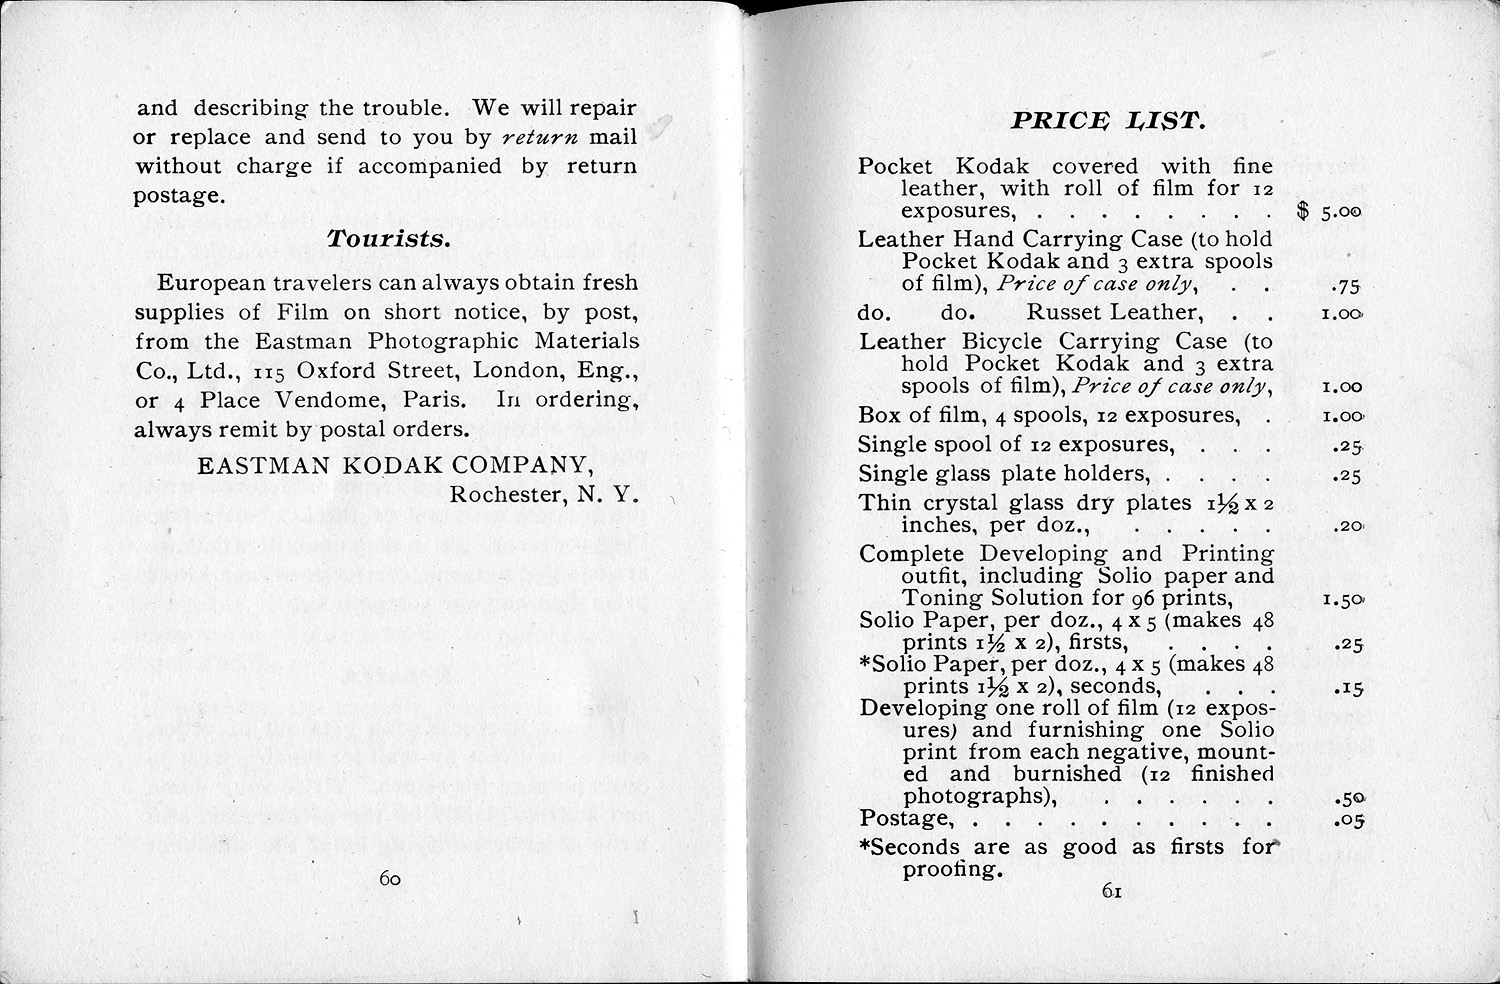 and describing the trouble. We will repair
or replace and send to you by return mail
without charge if accompanied by return
postage.
Tourists.
European travelers can always obtain fresh
supplies of Film on short notice, by post,
from the Eastman Photographic Materials
Co., Ltd., 115 Oxford Street, London, Eng.,
or 4 Place Vendome, Paris. In ordering,
always remit by postal orders.
EASTMAN KODAK COMPANY,
Rochester, N. Y.
60
PRICE LIST.
Pocket Kodak covered with fine
leather, with roll of film for 12
exposures, . . . . . . . . $ 5.00
Leather Hand Carrying Case (to hold
Pocket Kodak and 3 extra spools
of film), Price of case only, . . .75
do. do. Russet Leather, . . 1.00
Leather Bicycle Carrying Case (to
hold Pocket Kodak and 3 extra
spools of film), Price of case only, 1.00
Box of film, 4 spools, 12 exposures, . 1.00
Single spool of 12 exposures, . . . .25
Single glass plate holders, . . . . .25
Thin crystal glass dry plates 1½ x 2
inches, per doz., . . . . . .20
Complete Developing and Printing
outfit, including Solio paper and
Toning Solution for 96 prints, 1.50
Solio Paper, per doz., 4 x 5 (makes 48
prints 1½ x 2), firsts, . . . . .25
*Solio Paper, per doz., 4 x 5 (makes 48
prints 1½ x 2), seconds, . . . .15
Developing one roll of film (12 expos-
ures) and furnishing one Solio
print from each negative, mount-
ed and burnished (12 finished
photographs), . . . . . . .50
Postage, . . . . . . . . . . .05
*Seconds are as good as firsts for
proofing.
61